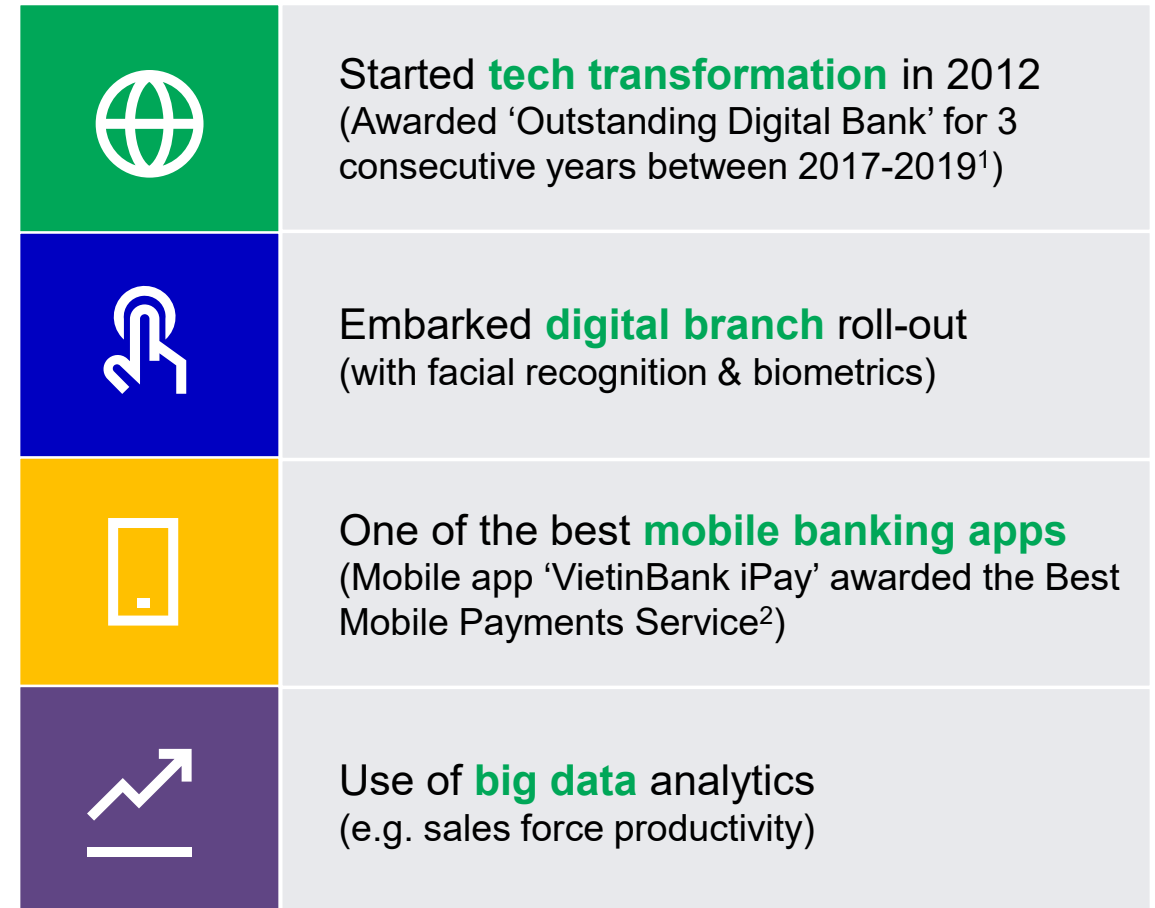 Started tech transformation in 2012
(Awarded ‘Outstanding Digital Bank’ for 3
consecutive years between 2017-2019¹)
Embarked digital branch roll-out
(with facial recognition & biometrics)
One of the best mobile banking apps
(Mobile app ‘VietinBank iPay’ awarded the Best
Mobile Payments Service²)
Use of big data analytics
(e.g. sales force productivity)